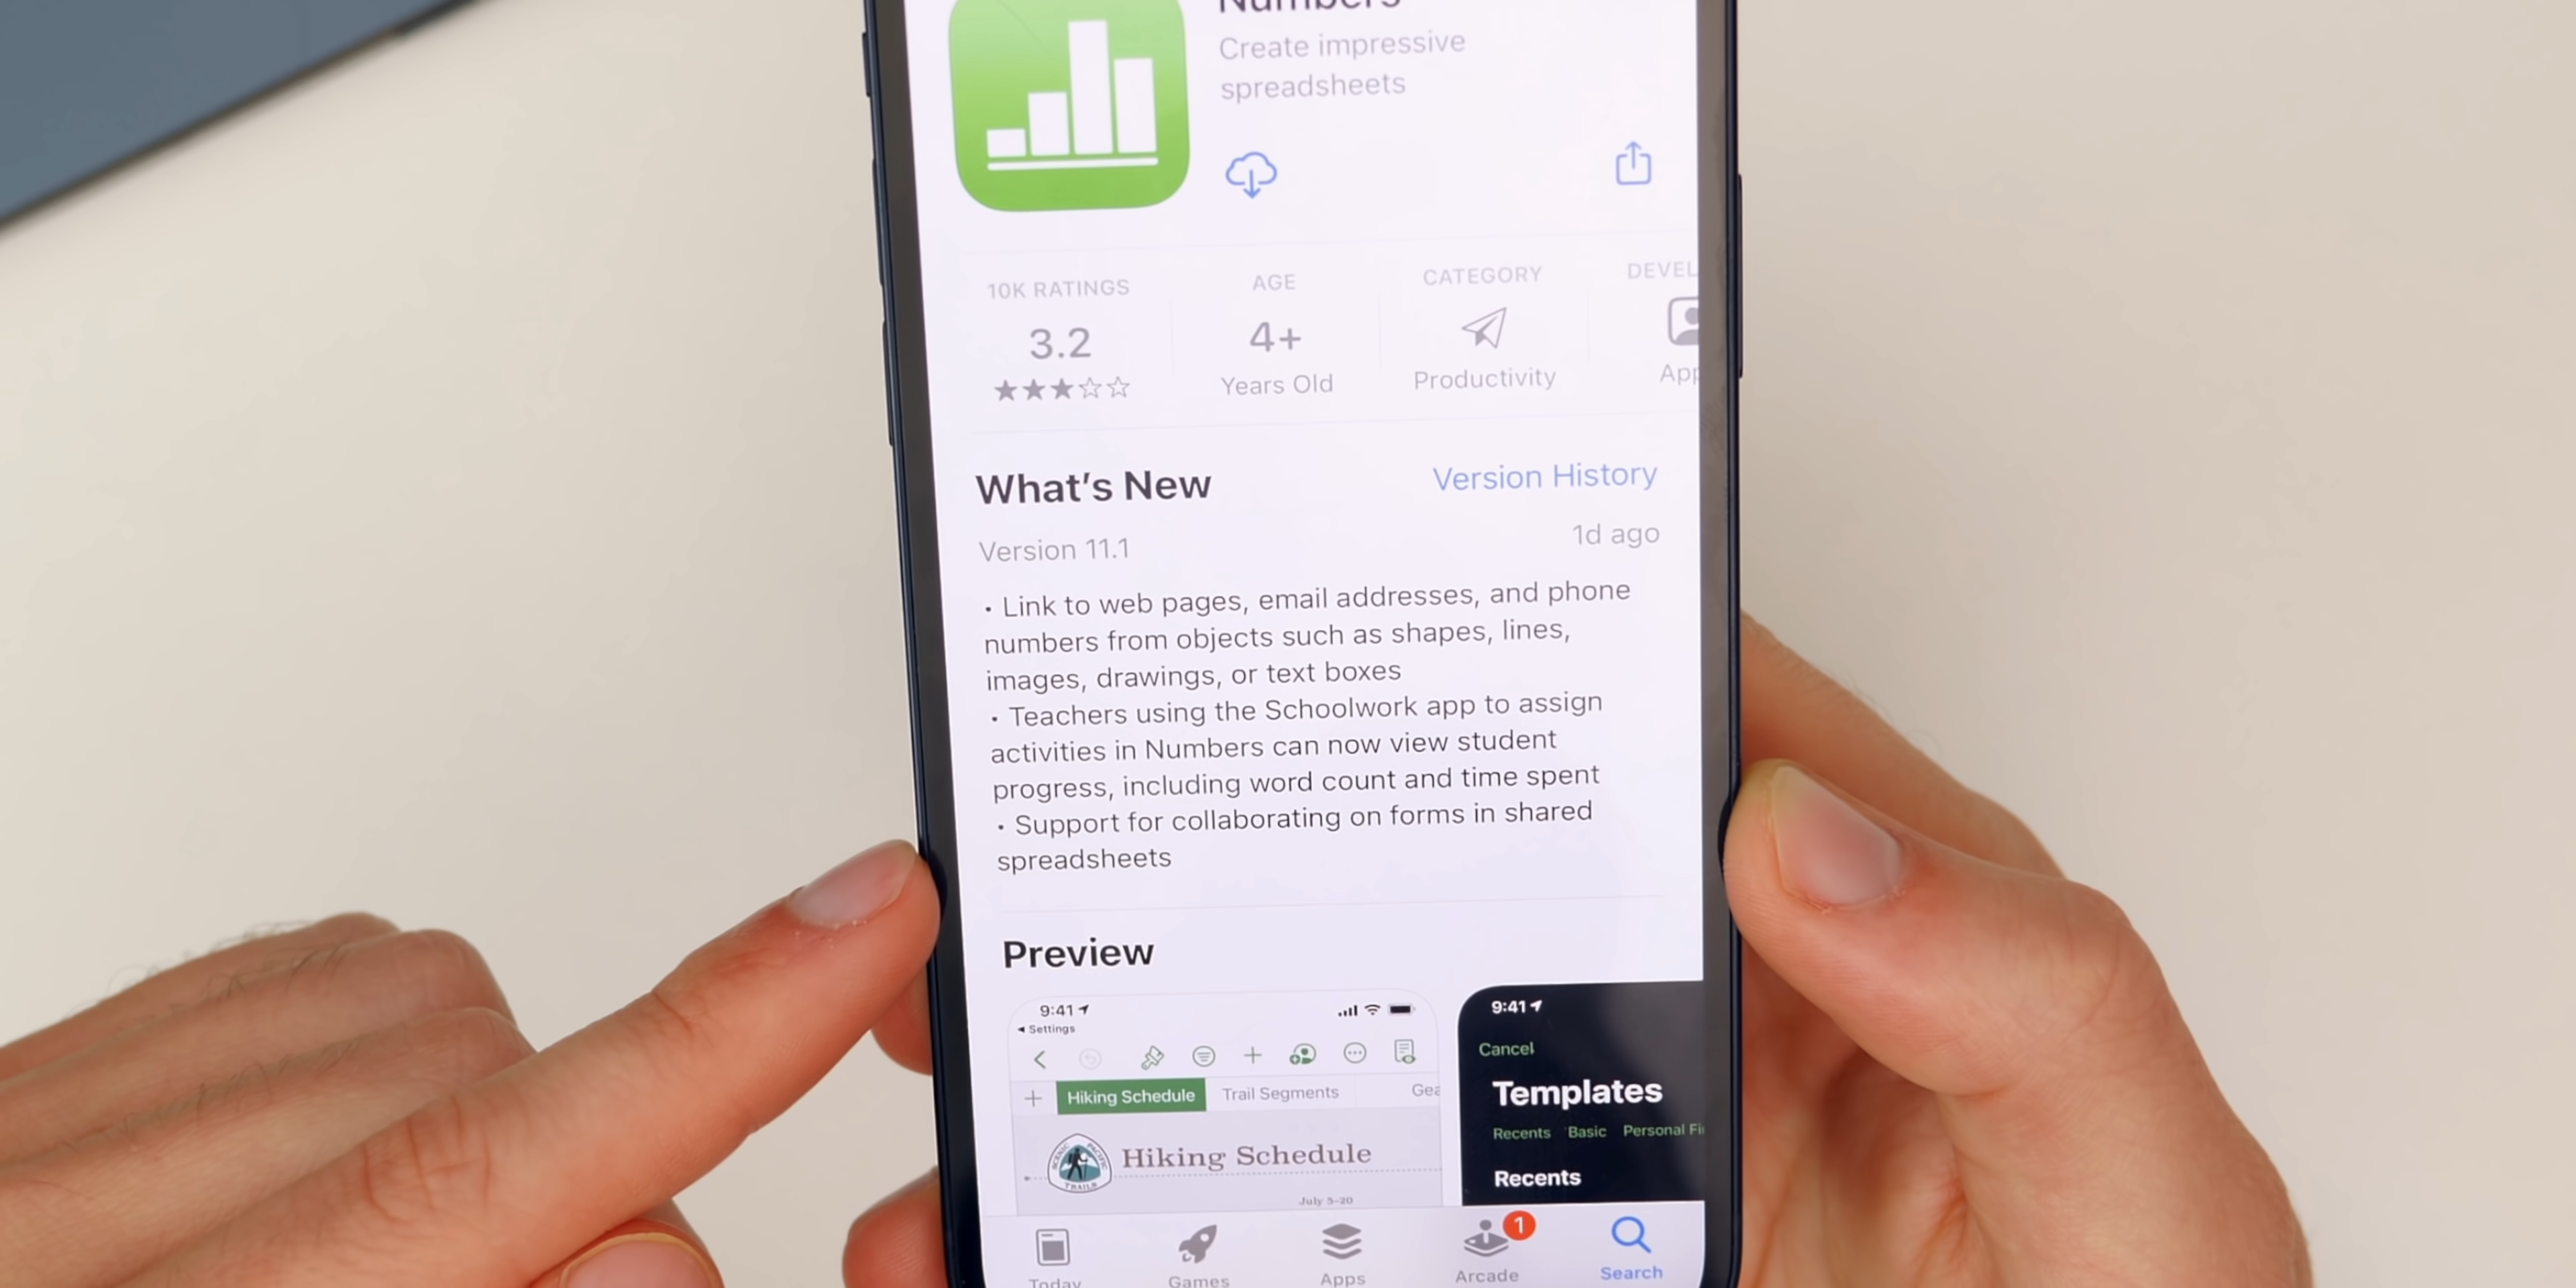 Numbers
Create impressive
spreadsheets
10K RATINGS
3.2
AGE
4+
Years Old
CATEGORY
Productivity
DEVEL
App
What's New
Version History
Version 11.1
1d ago
• Link to web pages, email addresses, and phone
numbers from objects such as shapes, lines,
images, drawings, or text boxes
• Teachers using the Schoolwork app to assign
activities in Numbers can now view student
progress, including word count and time spent
• Support for collaborating on forms in shared
spreadsheets
Preview
9:41
Settings
Hiking Schedule
Trail Segments
Gea
SCENIC PACIFIC TRAILS
Hiking Schedule
July 5–20
9:41
Cancel
Templates
Recents Basic Personal Fi
Recents
Today
Games
Apps
1
Arcade
Search